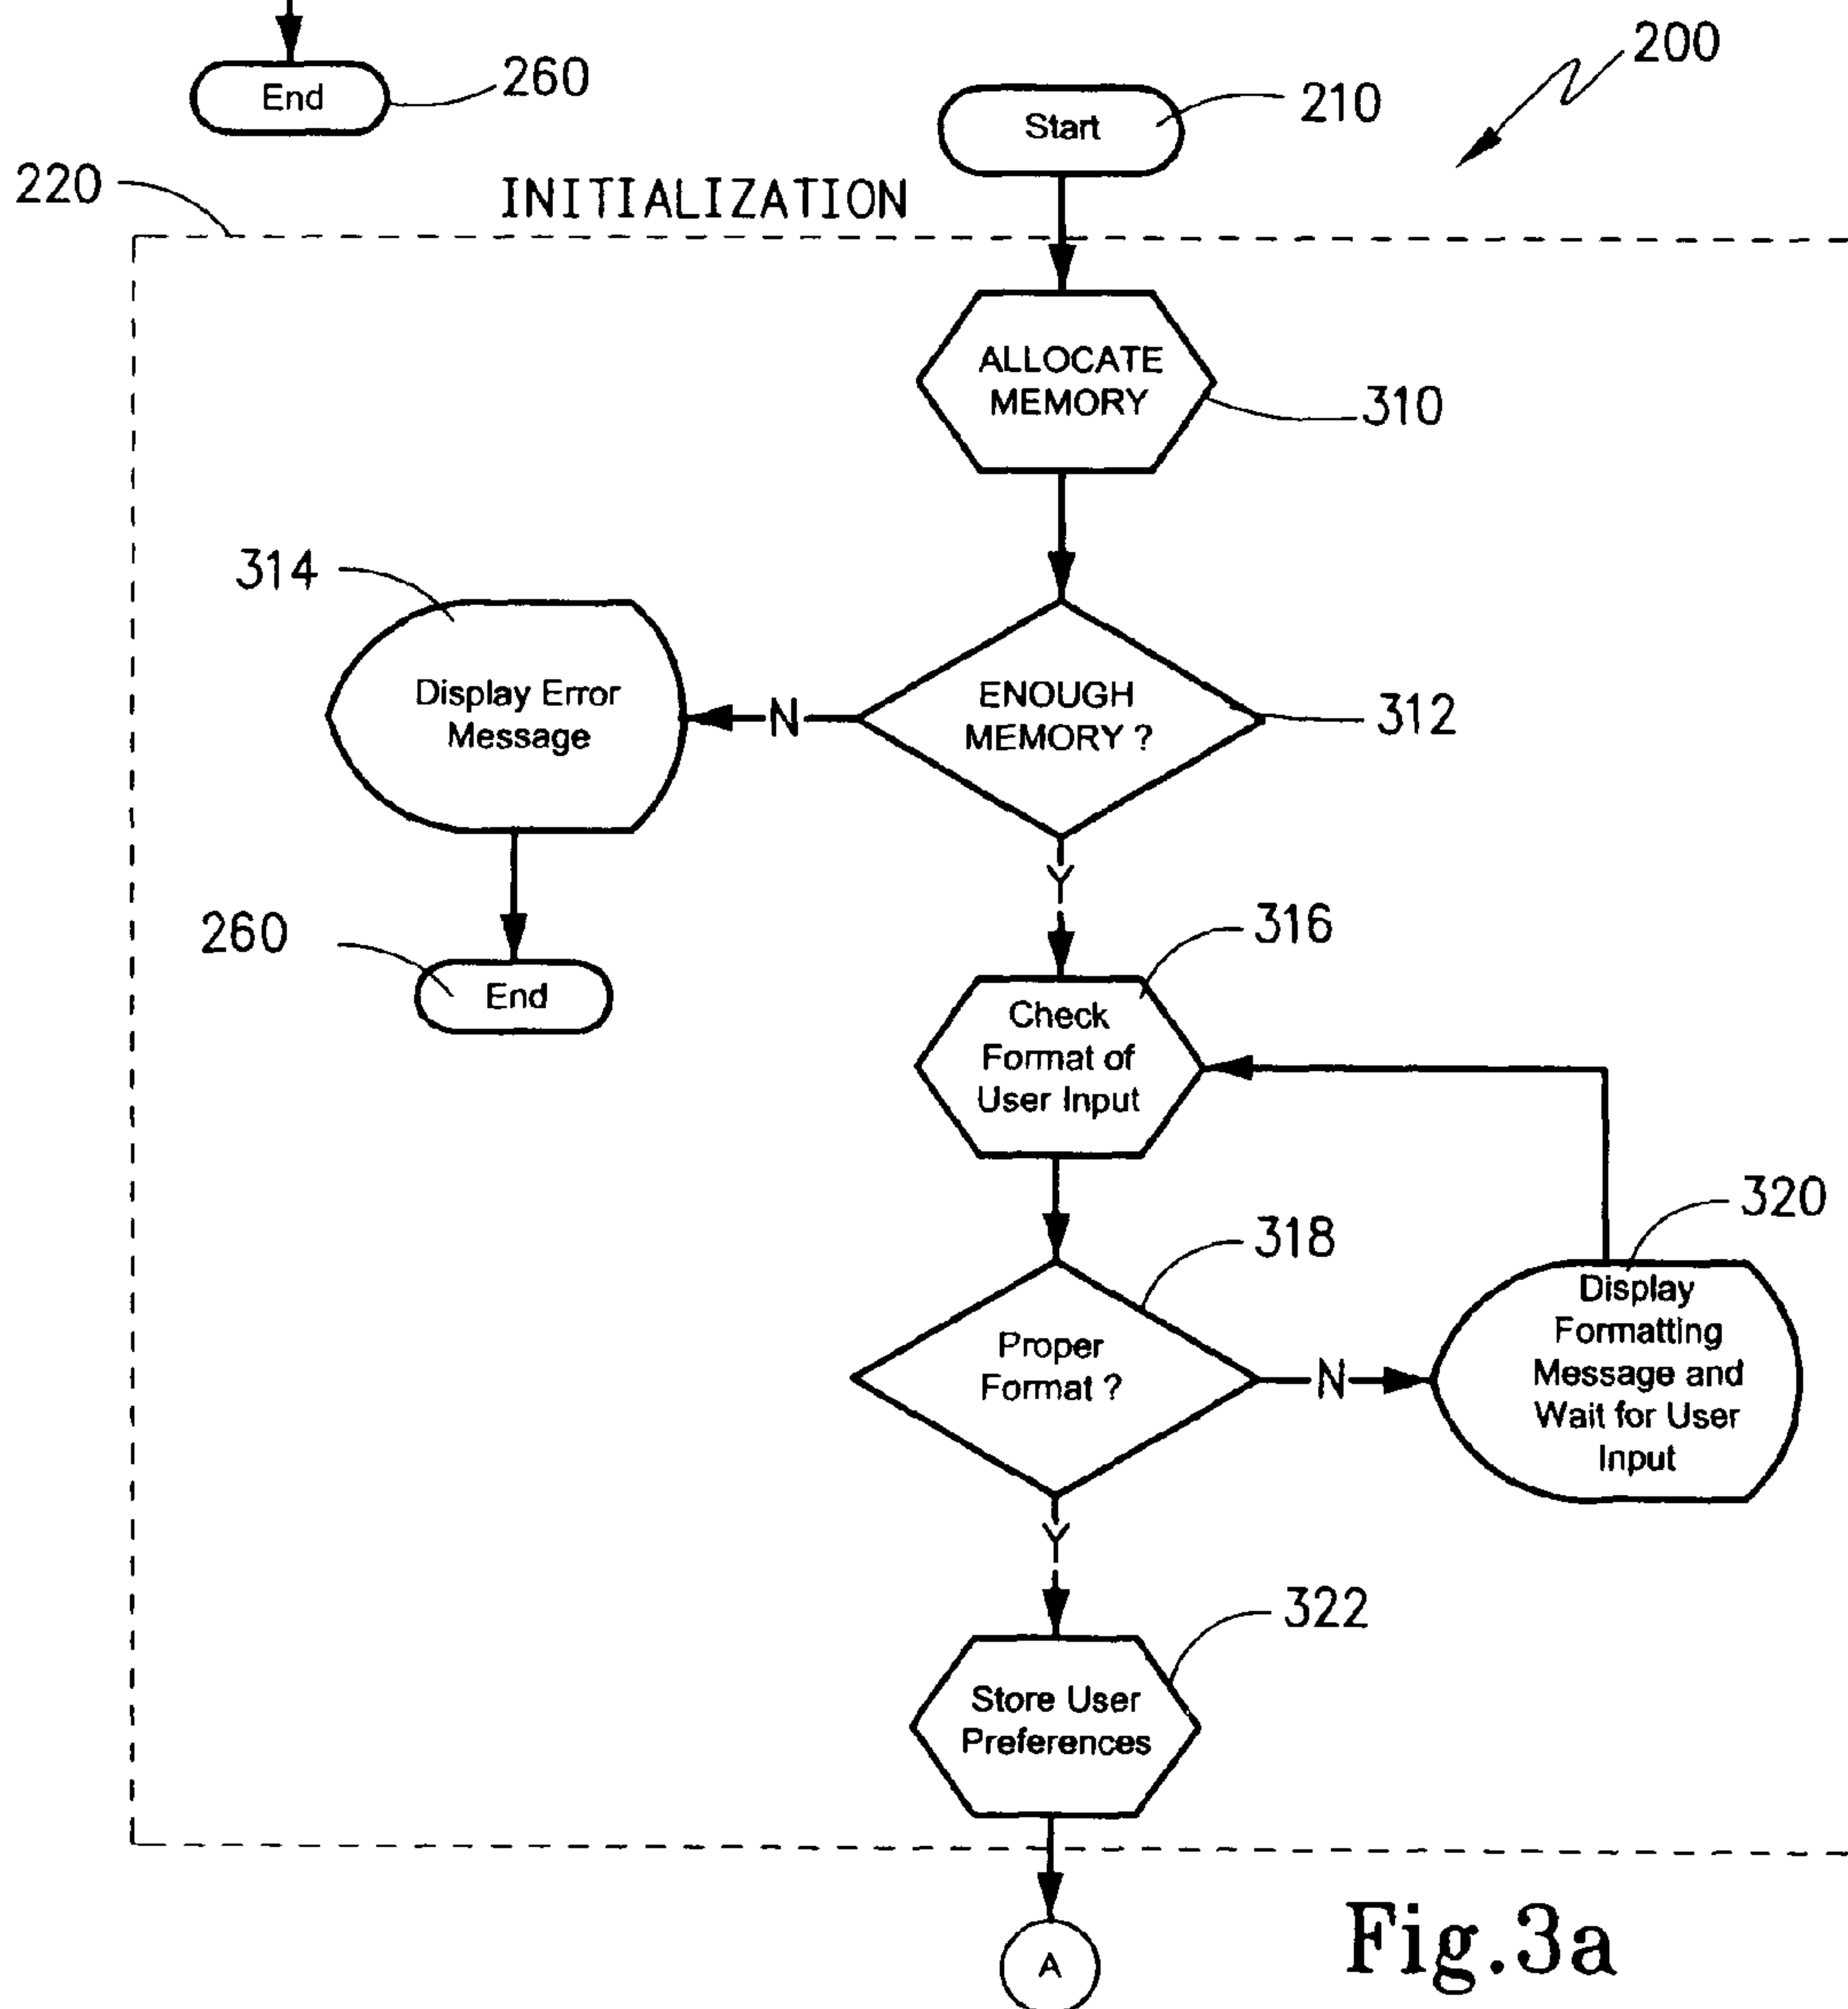 End
260
200
Start
210
220
INITIALIZATION
ALLOCATE
MEMORY
310
314
Display Error
Message
N
ENOUGH
MEMORY ?
312
Y
260
End
316
Check
Format of
User Input
320
318
Proper
Format ?
N
Display
Formatting
Message and
Wait for User
Input
Y
322
Store User
Preferences
A
Fig.3a